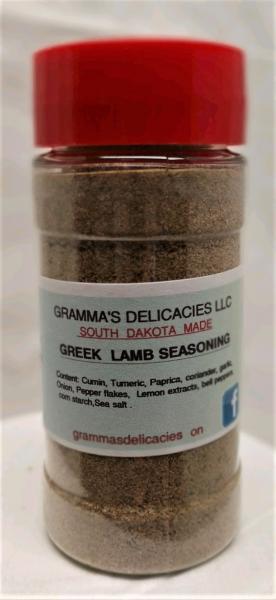 GRAMMA'S DELICACIES LLC
SOUTH DAKOTA MADE
GREEK LAMB SEASONING
Content: Cumin, Tumeric, Paprica, coriander, garlic,
Onion, Pepper flakes, Lemon extracts, bell peppers,
corn starch,Sea salt .
f
grammasdelicacies on